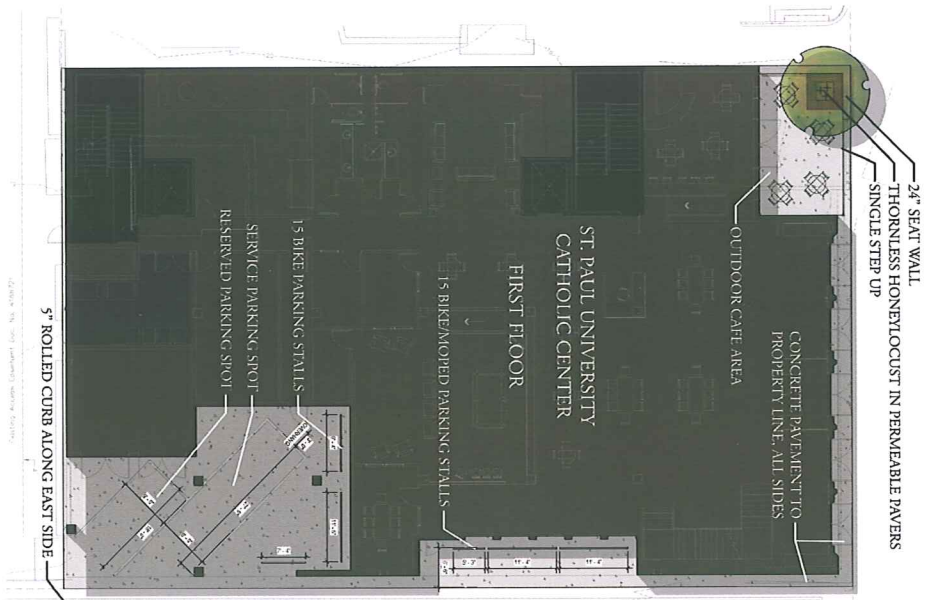 24" SEAT WALL
THORNLESS HONEYLOCUST IN PERMEABLE PAVERS
SINGLE STEP UP
CONCRETE PAVEMENT TO
PROPERTY LINE, ALL SIDES
OUTDOOR CAFE AREA
ST. PAUL UNIVERSITY
CATHOLIC CENTER
FIRST FLOOR
15 BIKE/MOPED PARKING STALLS
15 BIKE PARKING STALLS
SERVICE PARKING SPOT
RESERVED PARKING SPOT
5" ROLLED CURB ALONG EAST SIDE